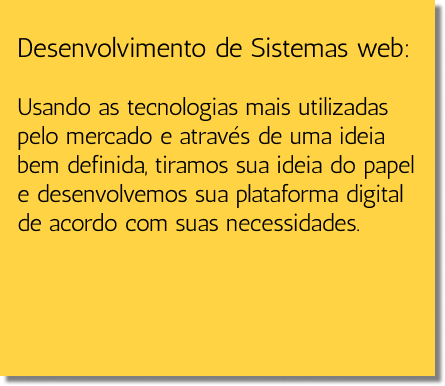 Desenvolvimento de Sistemas web:
Usando as tecnologias mais utilizadas
pelo mercado e através de uma ideia
bem definida, tiramos sua ideia do papel
e desenvolvemos sua plataforma digital
de acordo com suas necessidades.